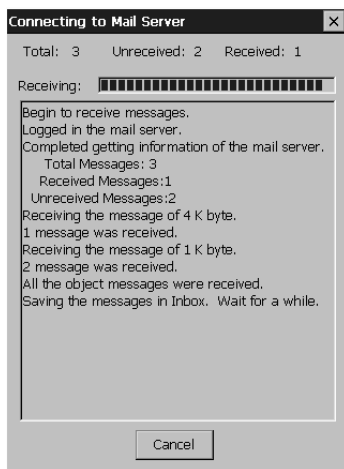 Connecting to Mail Server
Total: 3 Unreceived: 2 Received: 1
Receiving:
Begin to receive messages.
Logged in the mail server.
Completed getting information of the mail server.
Total Messages: 3
Received Messages:1
Unreceived Messages:2
Receiving the message of 4 K byte.
1 message was received.
Receiving the message of 1 K byte.
2 message was received.
All the object messages were received.
Saving the messages in Inbox. Wait for a while.
Cancel